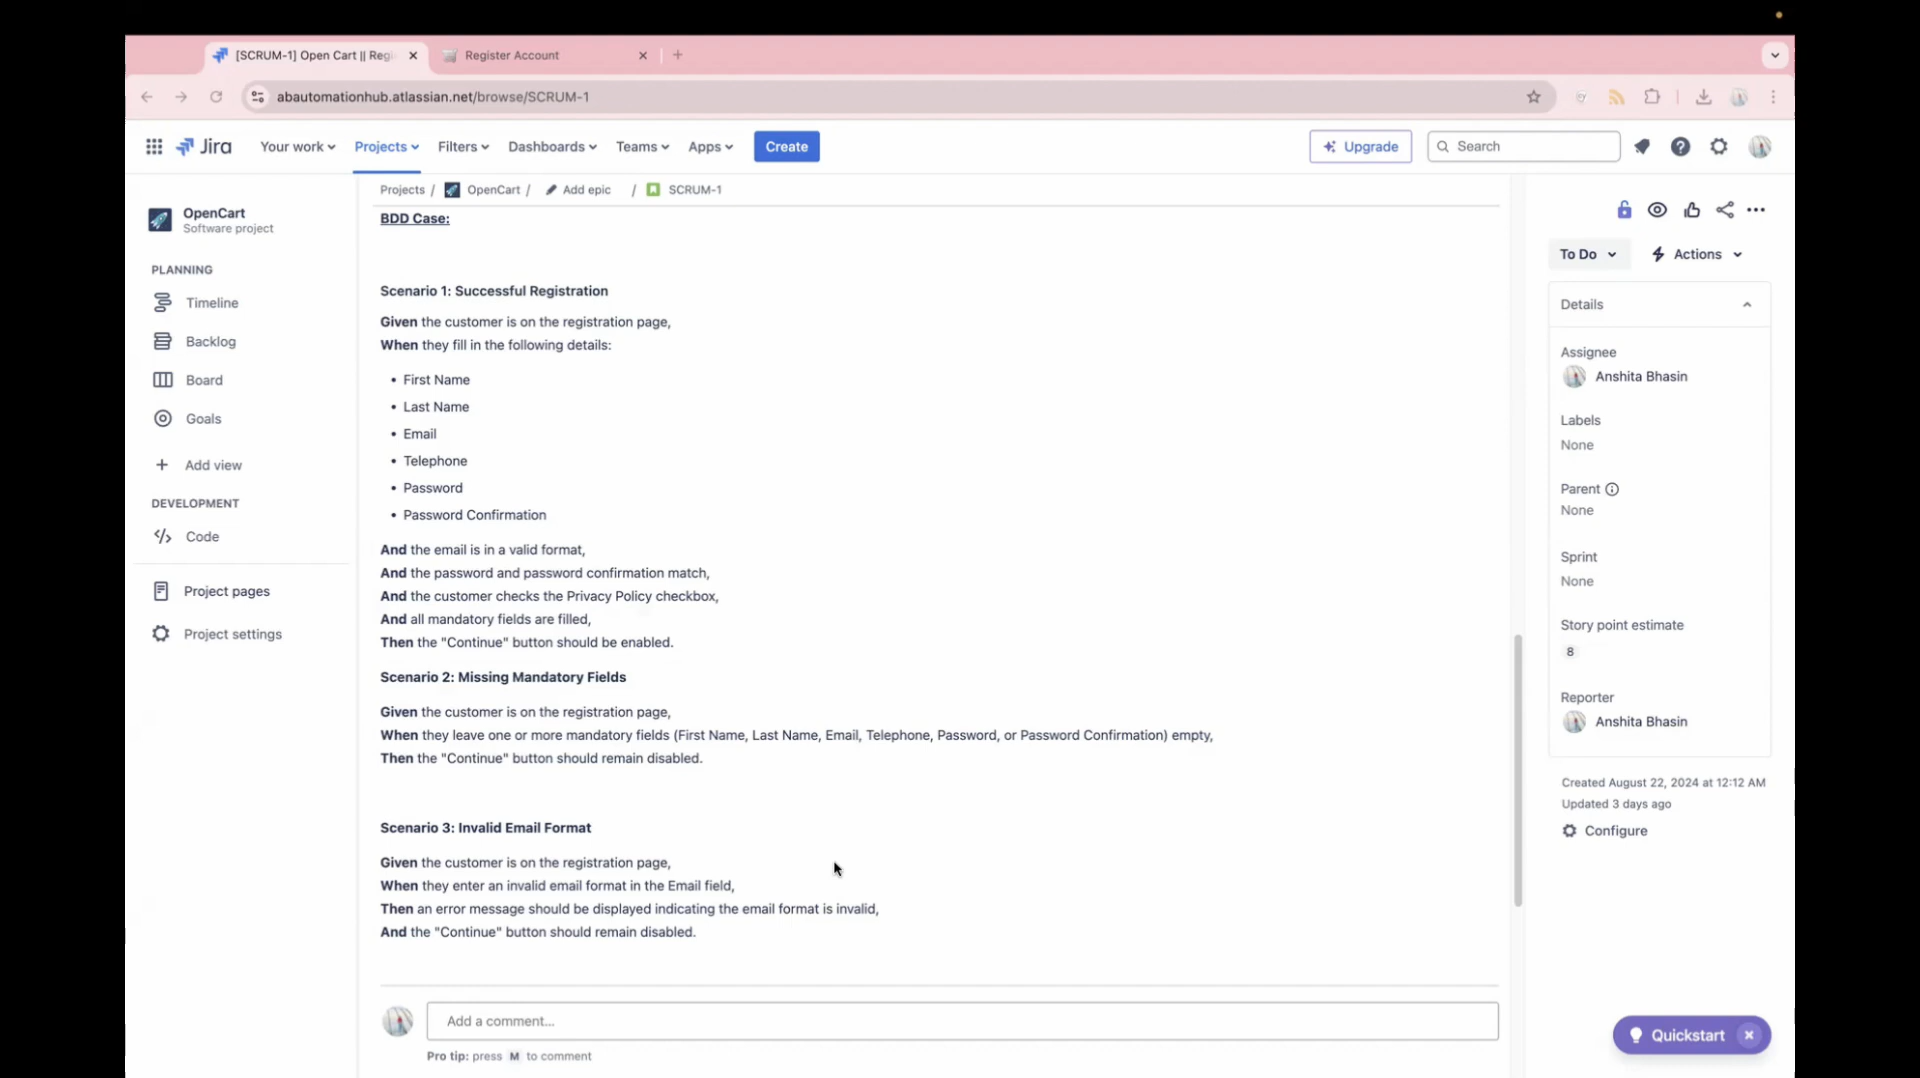 [SCRUM-1] Open Cart || Regi
Register Account
abautomationhub.atlassian.net/browse/SCRUM-1
Jira
Your work
Projects
Filters
Dashboards
Teams
Apps
Create
Upgrade
Search
Projects / OpenCart / Add epic / SCRUM-1
OpenCart
Software project
PLANNING
Timeline
Backlog
Board
Goals
Add view
DEVELOPMENT
Code
Project pages
Project settings
BDD Case:
Scenario 1: Successful Registration
Given the customer is on the registration page,
When they fill in the following details:
• First Name
• Last Name
• Email
• Telephone
• Password
• Password Confirmation
And the email is in a valid format,
And the password and password confirmation match,
And the customer checks the Privacy Policy checkbox,
And all mandatory fields are filled,
Then the "Continue" button should be enabled.
Scenario 2: Missing Mandatory Fields
Given the customer is on the registration page,
When they leave one or more mandatory fields (First Name, Last Name, Email, Telephone, Password, or Password Confirmation) empty,
Then the "Continue" button should remain disabled.
Scenario 3: Invalid Email Format
Given the customer is on the registration page,
When they enter an invalid email format in the Email field,
Then an error message should be displayed indicating the email format is invalid,
And the "Continue" button should remain disabled.
Add a comment...
Pro tip: press M to comment
To Do
Actions
Details
Assignee
Anshita Bhasin
Labels
None
Parent
None
Sprint
None
Story point estimate
8
Reporter
Anshita Bhasin
Created August 22, 2024 at 12:12 AM
Updated 3 days ago
Configure
Quickstart